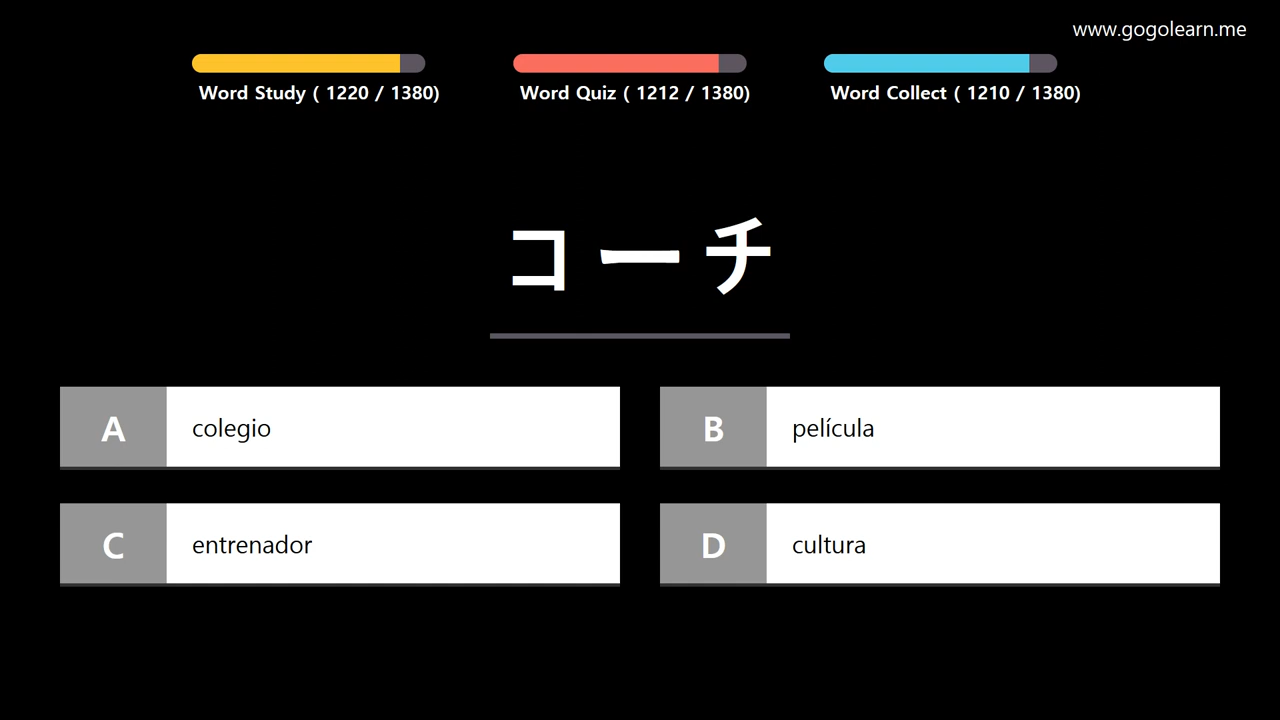 www.gogolearn.me
Word Study ( 1220 / 1380)
Word Quiz ( 1212 / 1380)
Word Collect ( 1210 / 1380)
コーチ
A colegio
B película
C entrenador
D cultura